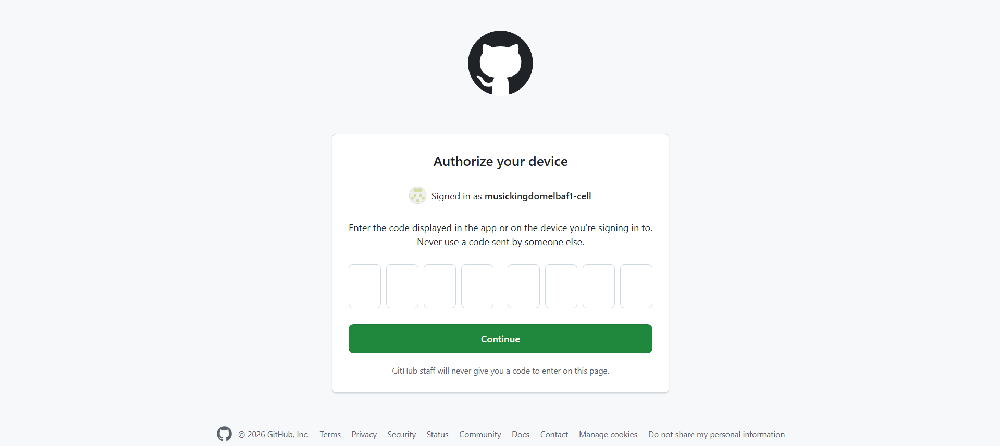 Authorize your device
Signed in as musickingdomelbaf1-cell
Enter the code displayed in the app or on the device you're signing in to.
Never use a code sent by someone else.
-
Continue
GitHub staff will never give you a code to enter on this page.
© 2026 GitHub, Inc. Terms Privacy Security Status Community Docs Contact Manage cookies Do not share my personal information